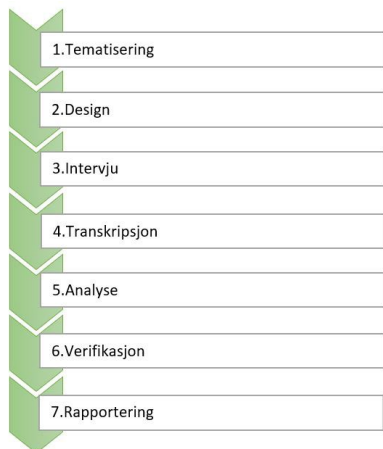 1.Tematisering
2.Design
3.Intervju
4.Transkripsjon
5.Analyse
6.Verifikasjon
7.Rapportering